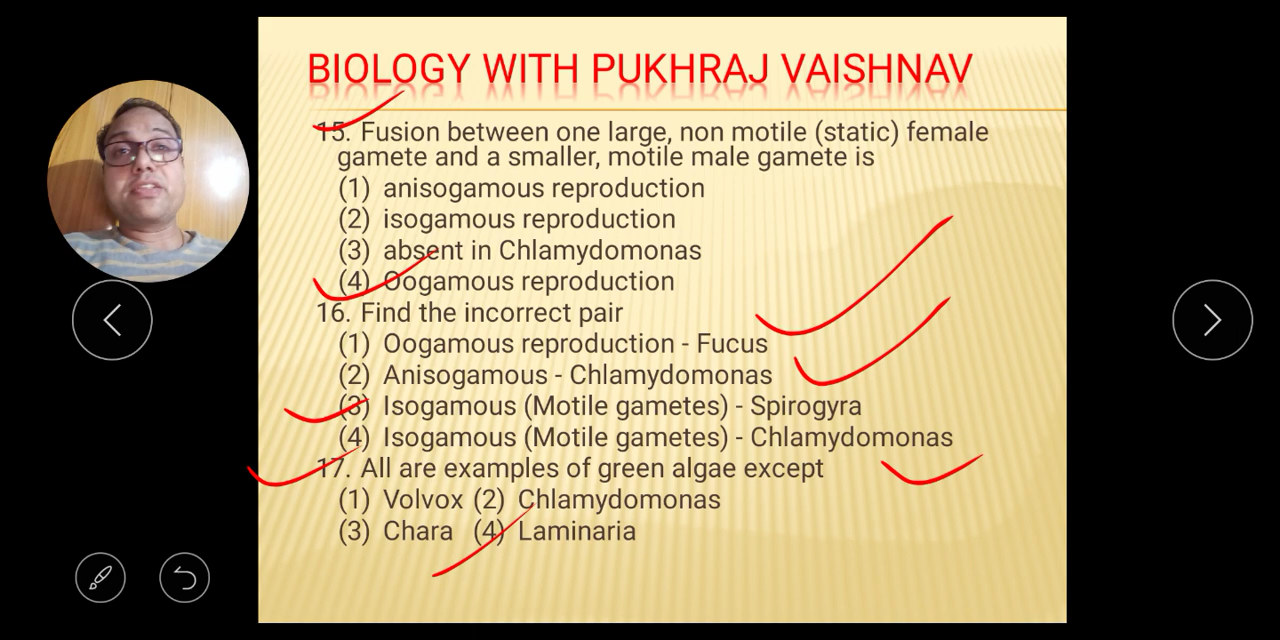 BIOLOGY WITH PUKHRAJ VAISHNAV
15. Fusion between one large, non motile (static) female
gamete and a smaller, motile male gamete is
(1) anisogamous reproduction
(2) isogamous reproduction
(3) absent in Chlamydomonas
(4) Oogamous reproduction
16. Find the incorrect pair
(1) Oogamous reproduction - Fucus
(2) Anisogamous - Chlamydomonas
(3) Isogamous (Motile gametes) - Spirogyra
(4) Isogamous (Motile gametes) - Chlamydomonas
17. All are examples of green algae except
(1) Volvox (2) Chlamydomonas
(3) Chara (4) Laminaria